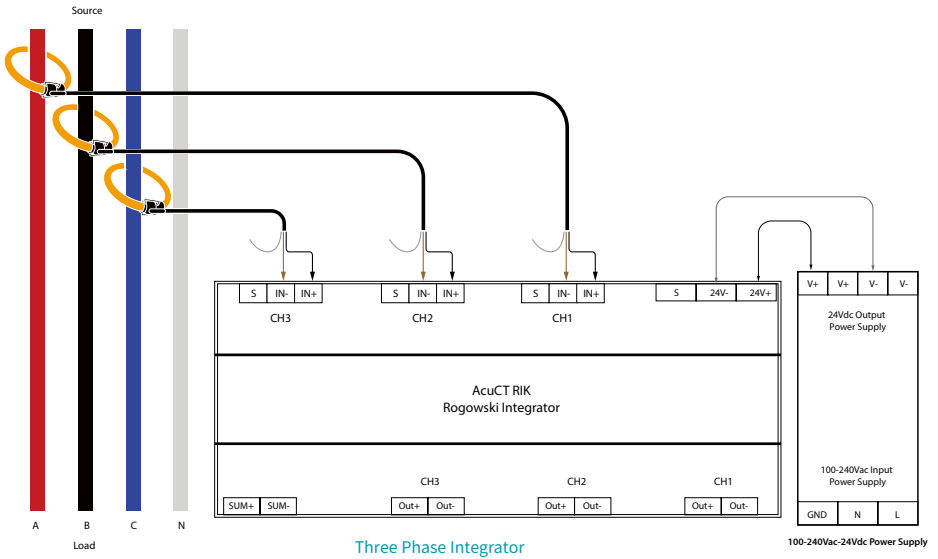 Source
S IN- IN+
CH3
S IN- IN+
CH2
S IN- IN+
CH1
S 24V- 24V+
V+ V+ V- V-
24Vdc Output
Power Supply
AcuCT RIK
Rogowski Integrator
100-240Vac Input
Power Supply
CH3
CH2
CH1
SUM+ SUM-
Out+ Out-
Out+ Out-
Out+ Out-
GND N L
A B C N
Load
Three Phase Integrator
100-240Vac-24Vdc Power Supply